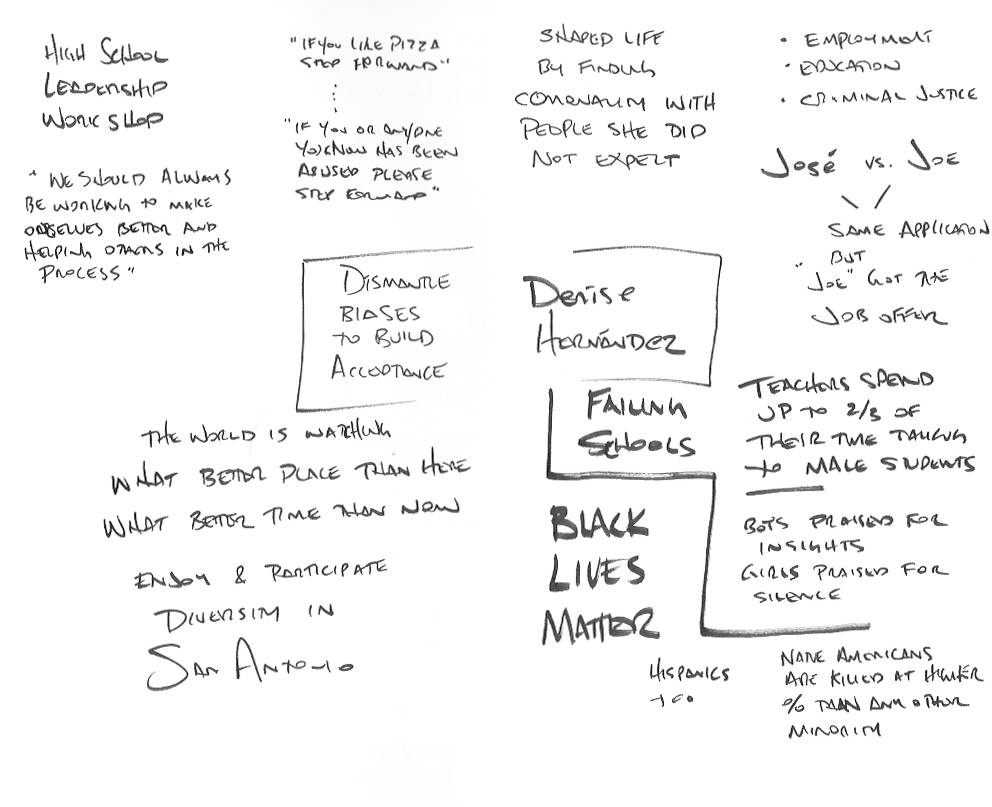 HIGH SCHOOL
LEADERSHIP
WORKSHOP
"WE SHOULD ALWAYS
BE WORKING TO MAKE
OURSELVES BETTER AND
HELPING OTHERS IN THE
PROCESS"
"IF YOU LIKE PIZZA
STEP FORWARD"
"IF YOU OR ANYONE
YOU KNOW HAS BEEN
ABUSED PLEASE
STEP FORWARD"
DISMANTLE
BIASES
TO BUILD
ACCEPTANCE
THE WORLD IS WATCHING
WHAT BETTER PLACE THAN HERE
WHAT BETTER TIME THAN NOW
ENJOY & PARTICIPATE
DIVERSITY IN
SAN ANTONIO
SHAPED LIFE
BY FINDING
COMONALITY WITH
PEOPLE SHE DID
NOT EXPECT
Denise
HERNÁNDEZ
FAILING
SCHOOLS
BLACK
LIVES
MATTER
HISPANICS
TOO
• EMPLOYMENT
• EDUCATION
• CRIMINAL JUSTICE
José vs. JOE
SAME APPLICATION
BUT
"JOE" GOT THE
JOB OFFER
TEACHERS SPEND
UP TO 2/3 OF
THEIR TIME TALKING
TO MALE STUDENTS
BOYS PRAISED FOR
INSIGHTS
GIRLS PRAISED FOR
SILENCE
NATIVE AMERICANS
ARE KILLED AT HIGHER
% THAN ANY OTHER
MINORITY